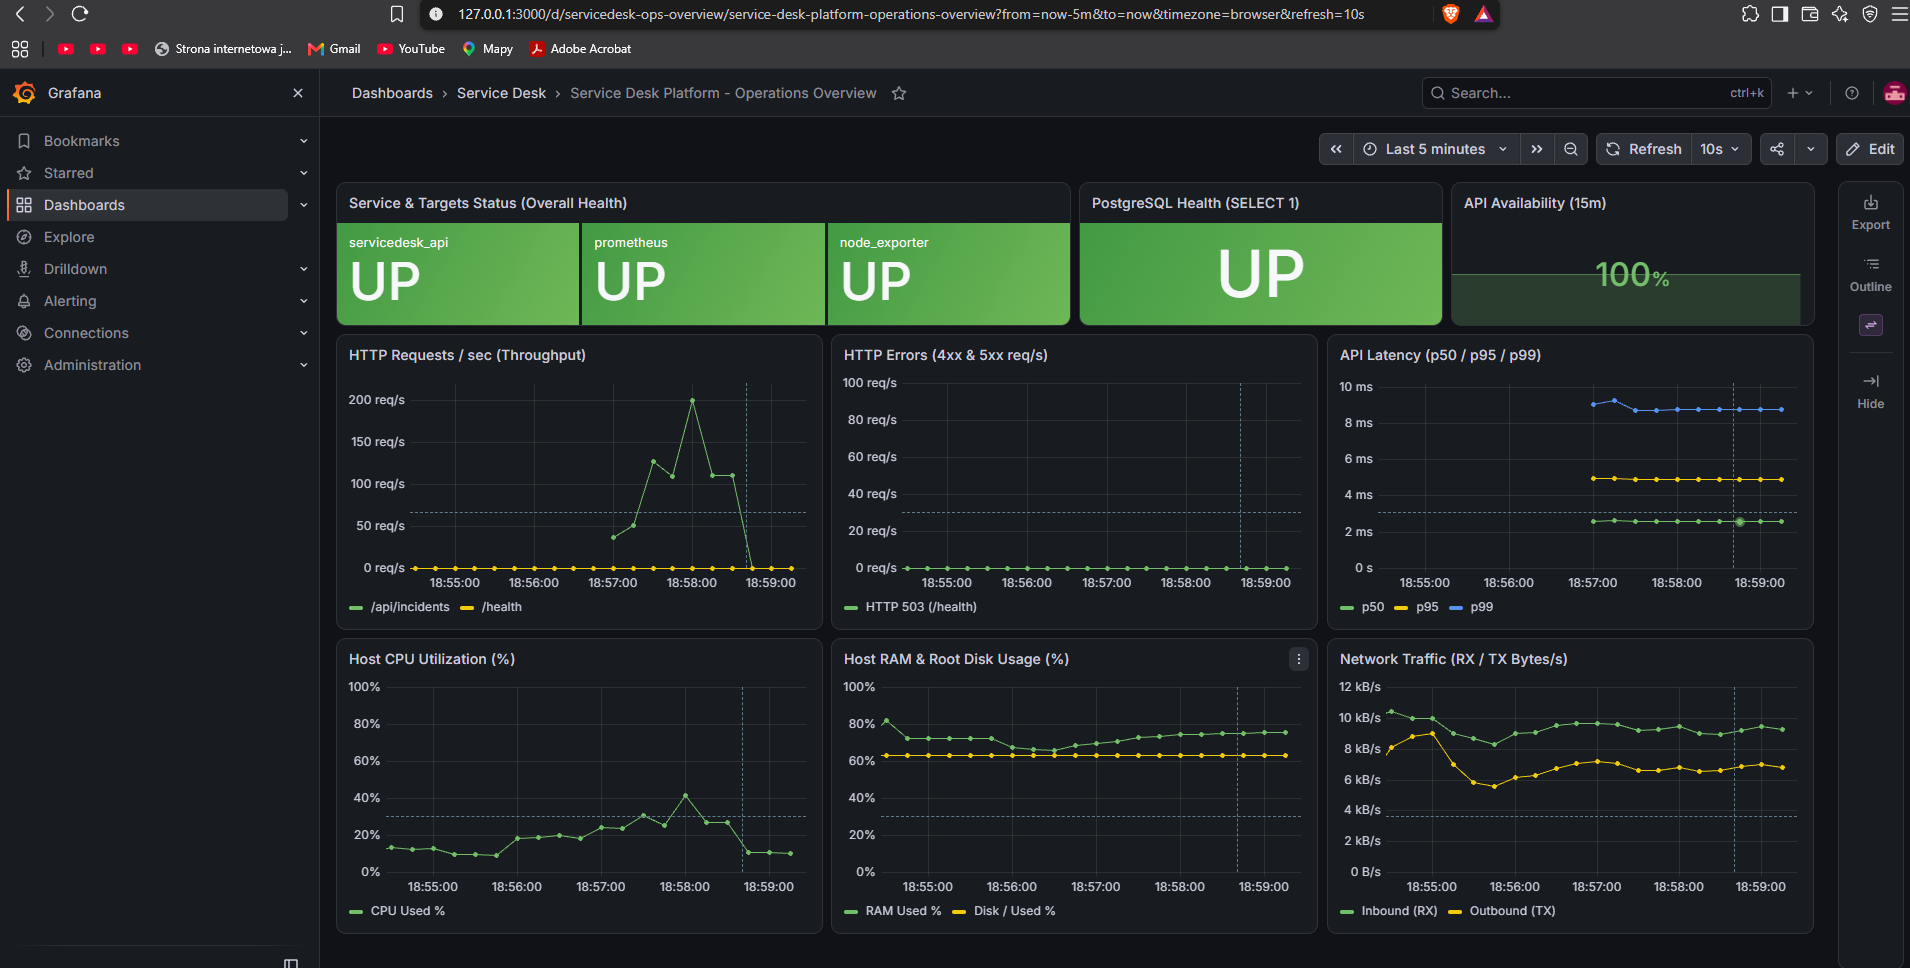 127.0.0.1:3000/d/servicedesk-ops-overview/service-desk-platform-operations-overview?from=now-5m&to=now&timezone=browser&refresh=10s
Strona internetowa j...
Gmail
YouTube
Mapy
Adobe Acrobat
Grafana
Dashboards › Service Desk › Service Desk Platform - Operations Overview
Search...
ctrl+k
Bookmarks
Starred
Dashboards
Explore
Drilldown
Alerting
Connections
Administration
Last 5 minutes
Refresh
10s
Edit
Export
Outline
Hide
Service & Targets Status (Overall Health)
servicedesk_api
UP
prometheus
UP
node_exporter
UP
PostgreSQL Health (SELECT 1)
UP
API Availability (15m)
100%
HTTP Requests / sec (Throughput)
200 req/s
150 req/s
100 req/s
50 req/s
0 req/s
18:55:00 18:56:00 18:57:00 18:58:00 18:59:00
/api/incidents /health
HTTP Errors (4xx & 5xx req/s)
100 req/s
80 req/s
60 req/s
40 req/s
20 req/s
0 req/s
18:55:00 18:56:00 18:57:00 18:58:00 18:59:00
HTTP 503 (/health)
API Latency (p50 / p95 / p99)
10 ms
8 ms
6 ms
4 ms
2 ms
0 s
18:55:00 18:56:00 18:57:00 18:58:00 18:59:00
p50 p95 p99
Host CPU Utilization (%)
100%
80%
60%
40%
20%
0%
18:55:00 18:56:00 18:57:00 18:58:00 18:59:00
CPU Used %
Host RAM & Root Disk Usage (%)
100%
80%
60%
40%
20%
0%
18:55:00 18:56:00 18:57:00 18:58:00 18:59:00
RAM Used % Disk / Used %
Network Traffic (RX / TX Bytes/s)
12 kB/s
10 kB/s
8 kB/s
6 kB/s
4 kB/s
2 kB/s
0 B/s
18:55:00 18:56:00 18:57:00 18:58:00 18:59:00
Inbound (RX) Outbound (TX)